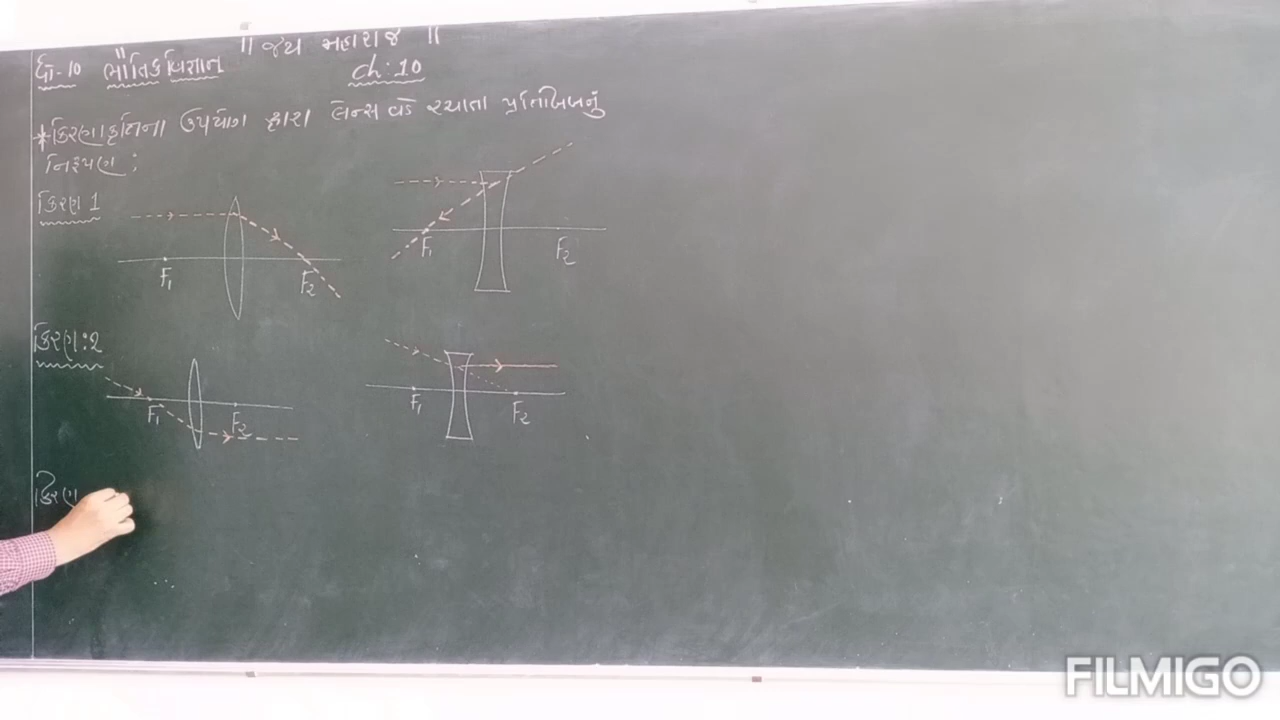 ॥ જય મહારાજ ॥
ધો-૧૦ ભૌતિકવિજ્ઞાન ch:10
* કિરણાકૃતિના ઉપયોગ દ્વારા લેન્સ વડે રચાતા પ્રતિબિંબનું
નિરૂપણ :
કિરણ 1
F₁ F₂
F₁ F₂
કિરણ:૨
F₁ F₂
F₁ F₂
કિરણ
FILMIGO